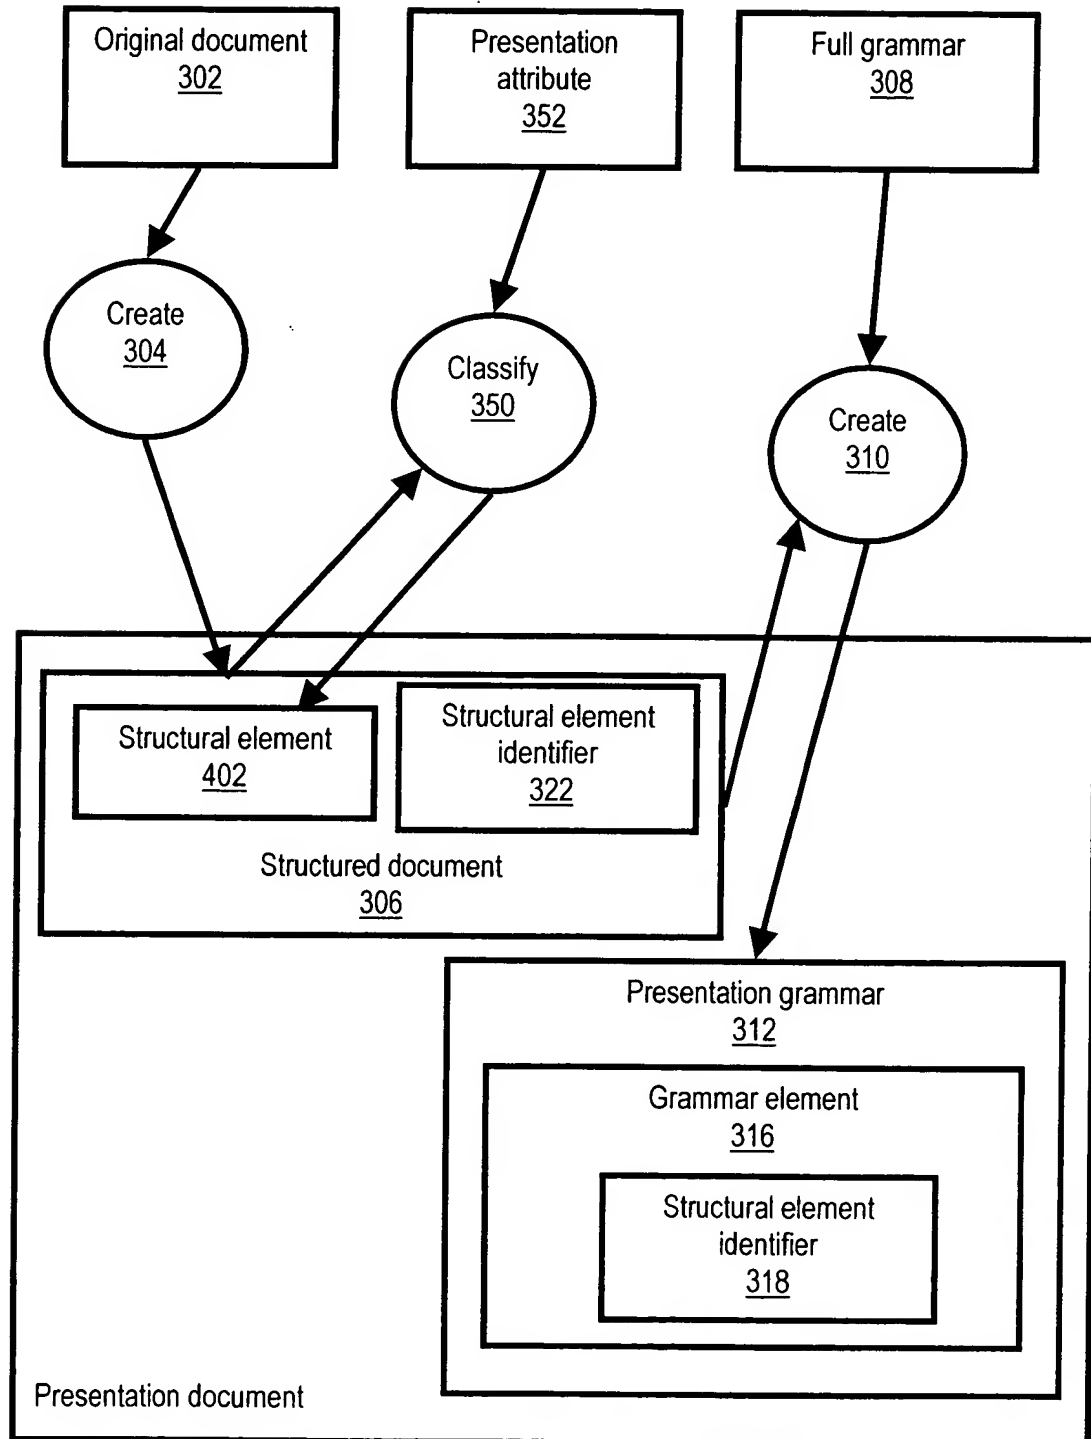 Original document
302
Presentation
attribute
352
Full grammar
308
Create
304
Classify
350
Create
310
Structural element
402
Structural element
identifier
322
Structured document
306
Presentation grammar
312
Grammar element
316
Structural element
identifier
318
Presentation document